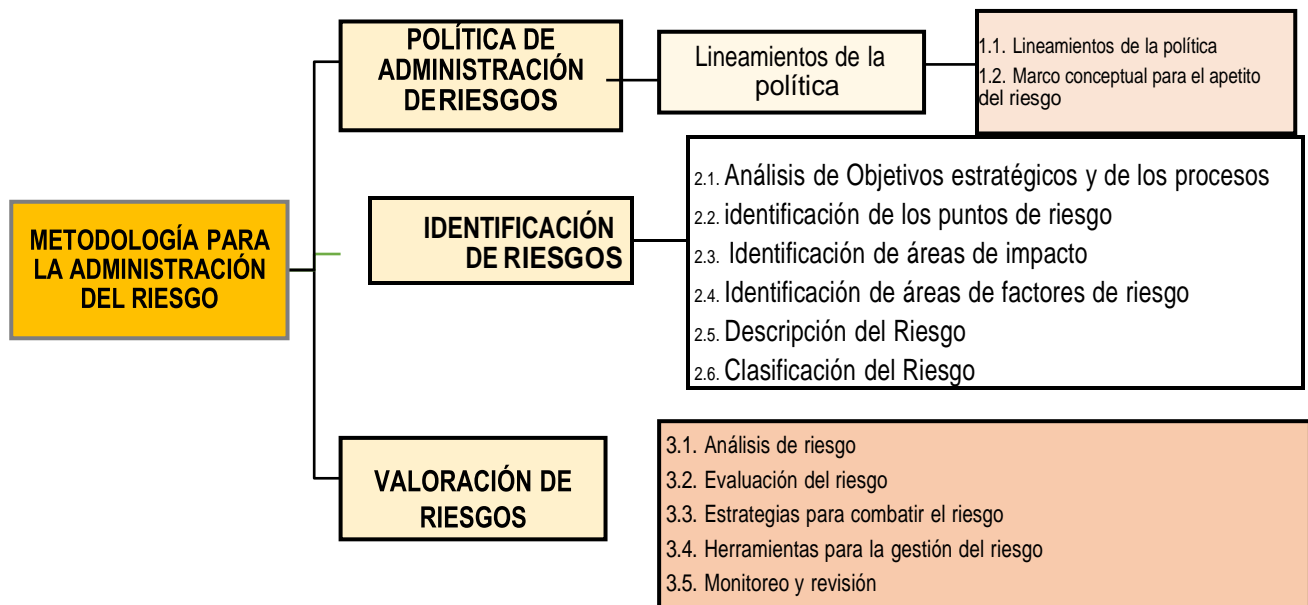 METODOLOGÍA PARA
LA ADMINISTRACIÓN
DEL RIESGO
POLÍTICA DE
ADMINISTRACIÓN
DE RIESGOS
Lineamientos de la
política
1.1. Lineamientos de la política
1.2. Marco conceptual para el apetito
del riesgo
IDENTIFICACIÓN
DE RIESGOS
2.1. Análisis de Objetivos estratégicos y de los procesos
2.2. identificación de los puntos de riesgo
2.3. Identificación de áreas de impacto
2.4. Identificación de áreas de factores de riesgo
2.5. Descripción del Riesgo
2.6. Clasificación del Riesgo
VALORACIÓN DE
RIESGOS
3.1. Análisis de riesgo
3.2. Evaluación del riesgo
3.3. Estrategias para combatir el riesgo
3.4. Herramientas para la gestión del riesgo
3.5. Monitoreo y revisión